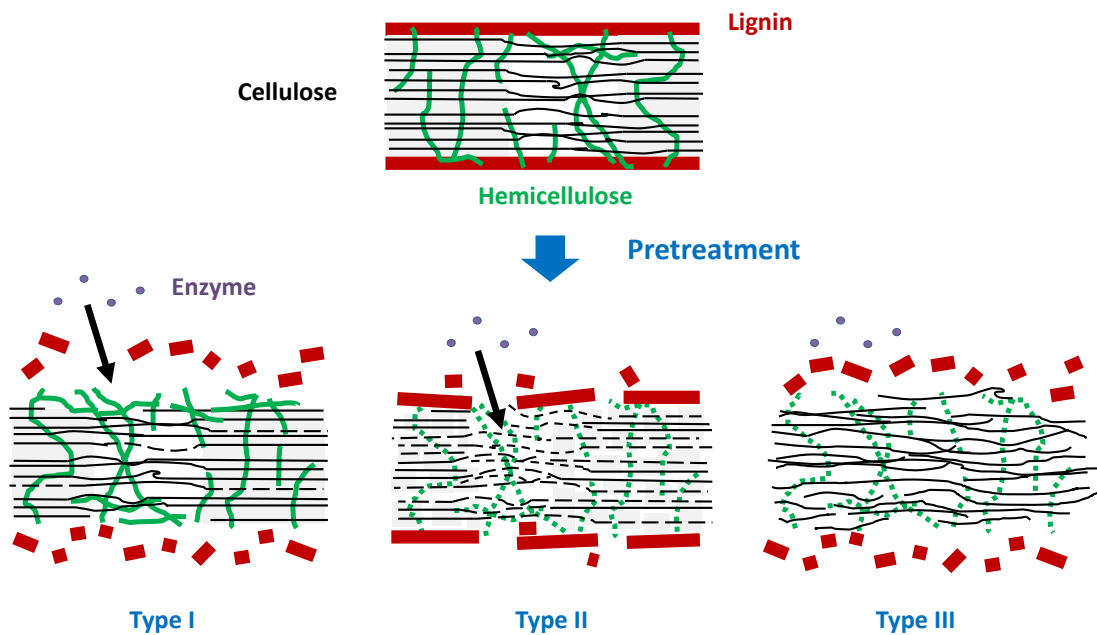 Lignin
Cellulose
Hemicellulose
Pretreatment
Enzyme
Type I
Type II
Type III